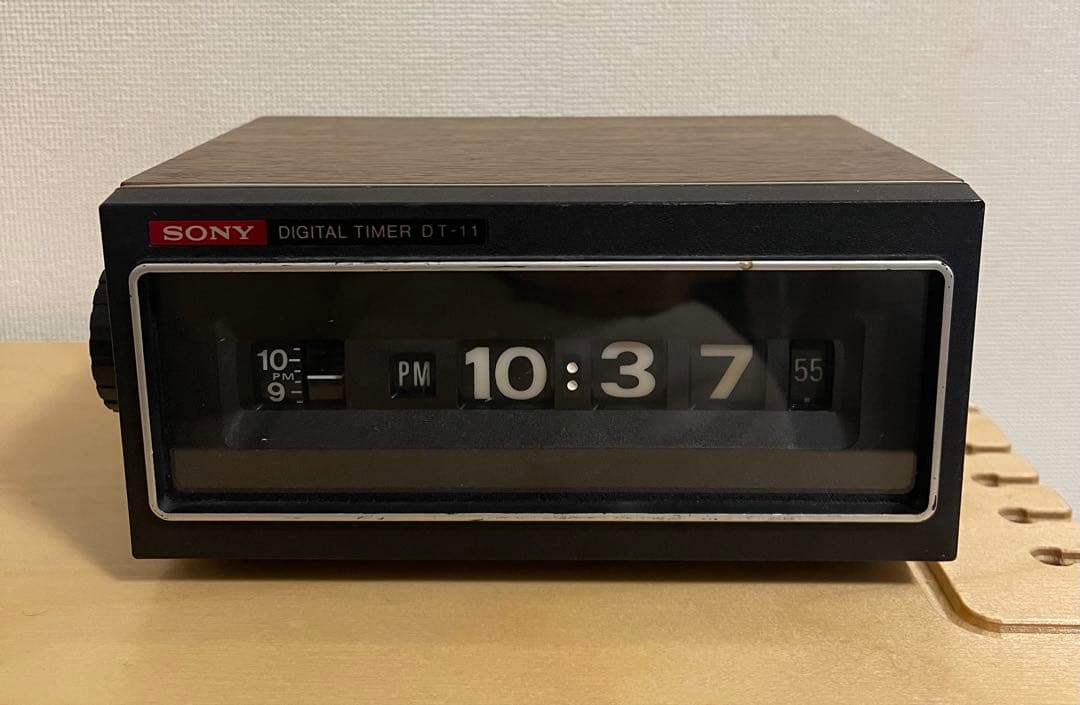 SONY DIGITAL TIMER DT-11
10
PM
9
PM 10:37 55